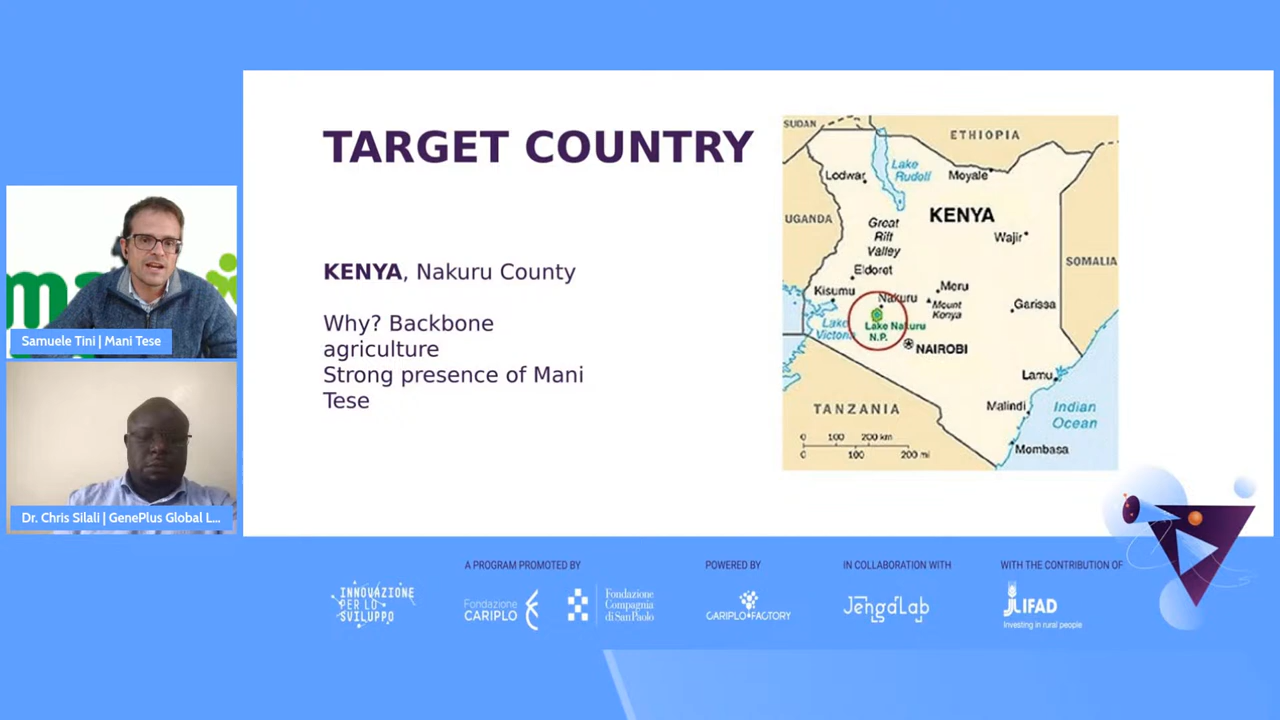 TARGET COUNTRY
KENYA, Nakuru County
Why? Backbone
agriculture
Strong presence of Mani
Tese
SUDAN
ETHIOPIA
Lake
Rudolf
Lodwar
Moyale
UGANDA
KENYA
Great
Rift
Valley
Wajir
SOMALIA
Eldoret
Kisumu
Nakuru
Meru
Mount
Kenya
Garissa
Lake
Victoria
Lake Nakuru
N.P.
NAIROBI
Lamu
TANZANIA
Malindi
Indian
Ocean
Mombasa
0 100 200 km
0 100 200 mi
Samuele Tini | Mani Tese
Dr. Chris Silali | GenePlus Global L...
A PROGRAM PROMOTED BY
POWERED BY
IN COLLABORATION WITH
WITH THE CONTRIBUTION OF
INNOVAZIONE
PER LO
SVILUPPO
Fondazione
CARIPLO
Fondazione
Compagnia
di SanPaolo
CARIPLO FACTORY
JengaLab
JLIFAD
Investing in rural people